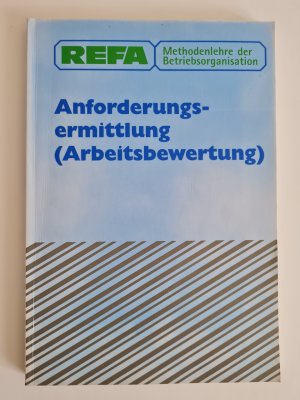 REFA
Methodenlehre der
Betriebsorganisation
Anforderungs-
ermittlung
(Arbeitsbewertung)